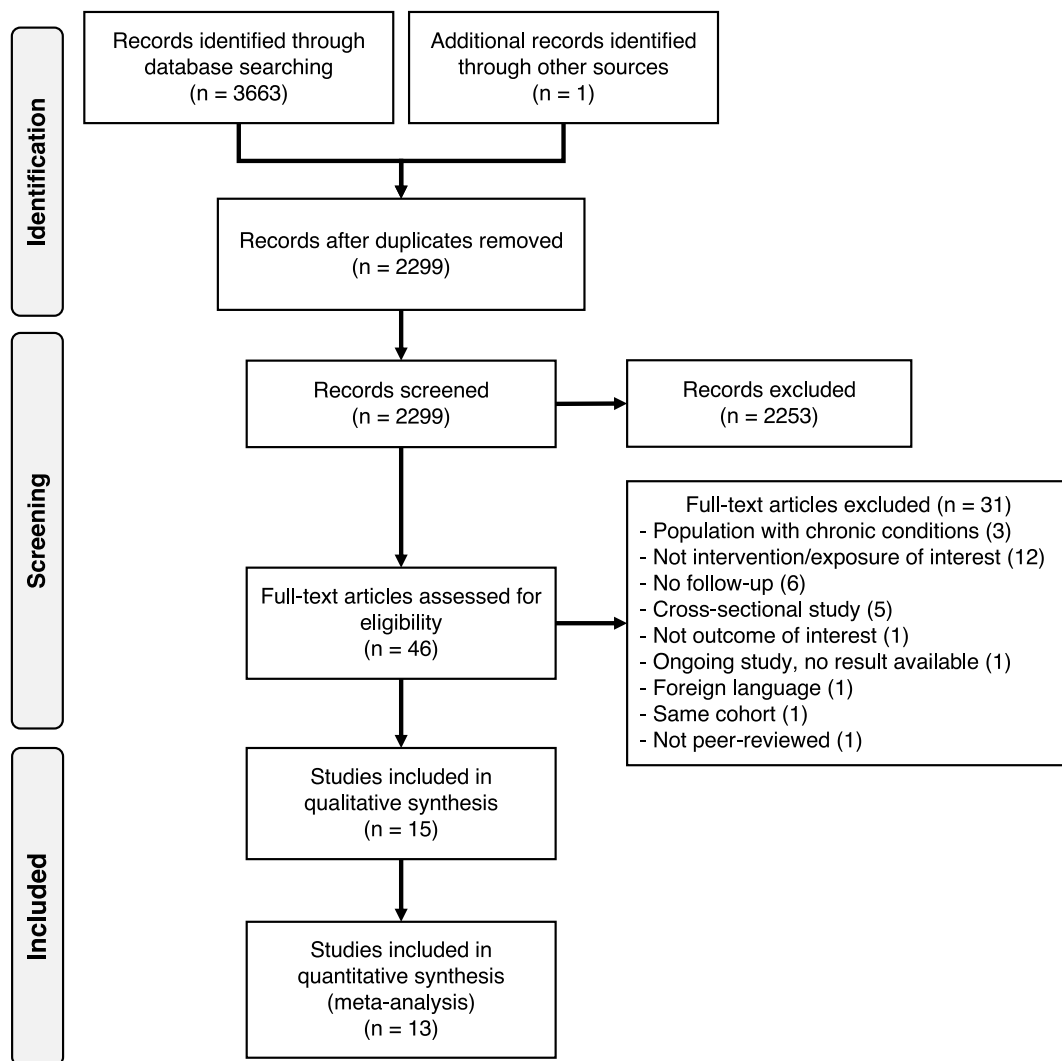 Identification
Records identified through
database searching
(n = 3663)
Additional records identified
through other sources
(n = 1)
Records after duplicates removed
(n = 2299)
Screening
Records screened
(n = 2299)
Records excluded
(n = 2253)
Full-text articles assessed for
eligibility
(n = 46)
Full-text articles excluded (n = 31)
- Population with chronic conditions (3)
- Not intervention/exposure of interest (12)
- No follow-up (6)
- Cross-sectional study (5)
- Not outcome of interest (1)
- Ongoing study, no result available (1)
- Foreign language (1)
- Same cohort (1)
- Not peer-reviewed (1)
Included
Studies included in
qualitative synthesis
(n = 15)
Studies included in
quantitative synthesis
(meta-analysis)
n = 13)